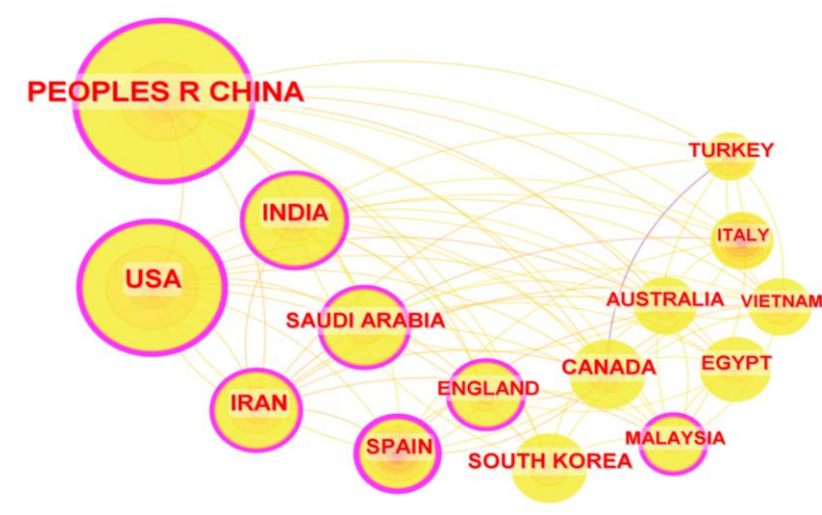 PEOPLES R CHINA
TURKEY
INDIA
ITALY
USA
AUSTRALIA
VIETNAM
SAUDI ARABIA
CANADA
EGYPT
ENGLAND
IRAN
MALAYSIA
SPAIN
SOUTH KOREA